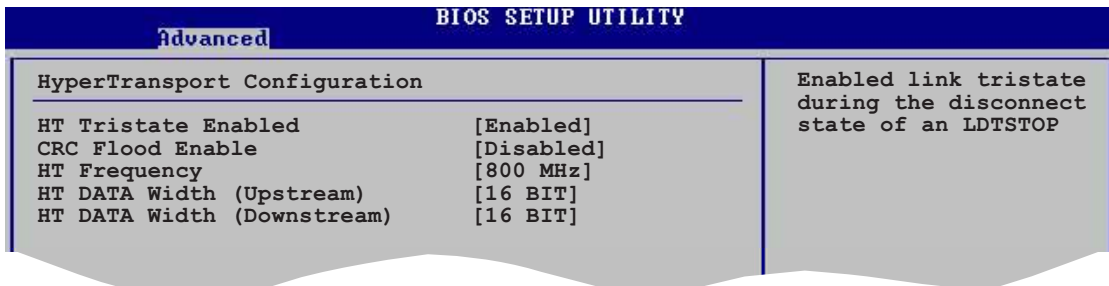 BIOS SETUP UTILITY
Advanced
HyperTransport Configuration
HT Tristate Enabled [Enabled]
CRC Flood Enable [Disabled]
HT Frequency [800 MHz]
HT DATA Width (Upstream) [16 BIT]
HT DATA Width (Downstream) [16 BIT]
Enabled link tristate
during the disconnect
state of an LDTSTOP